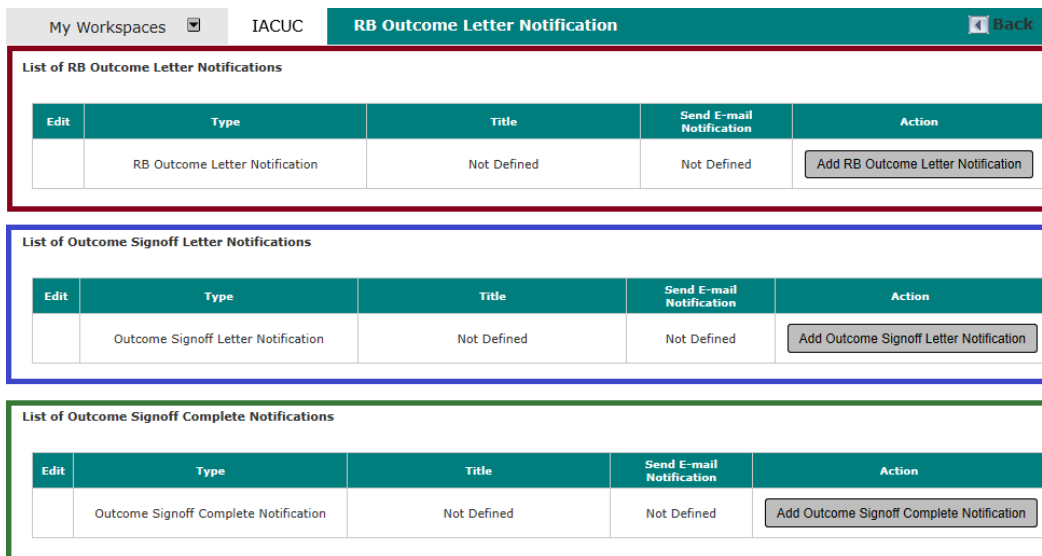 My Workspaces IACUC RB Outcome Letter Notification Back
List of RB Outcome Letter Notifications
Edit Type Title Send E-mail Notification Action
RB Outcome Letter Notification Not Defined Not Defined Add RB Outcome Letter Notification
List of Outcome Signoff Letter Notifications
Edit Type Title Send E-mail Notification Action
Outcome Signoff Letter Notification Not Defined Not Defined Add Outcome Signoff Letter Notification
List of Outcome Signoff Complete Notifications
Edit Type Title Send E-mail Notification Action
Outcome Signoff Complete Notification Not Defined Not Defined Add Outcome Signoff Complete Notification